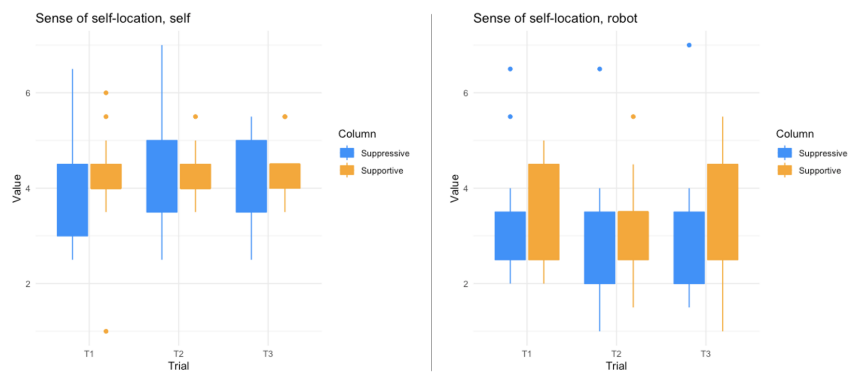 Sense of self-location, self
Value
6
4
2
T1
T2
T3
Trial
Column
Suppressive
Supportive
Sense of self-location, robot
Value
6
4
2
T1
T2
T3
Trial
Column
Suppressive
Supportive